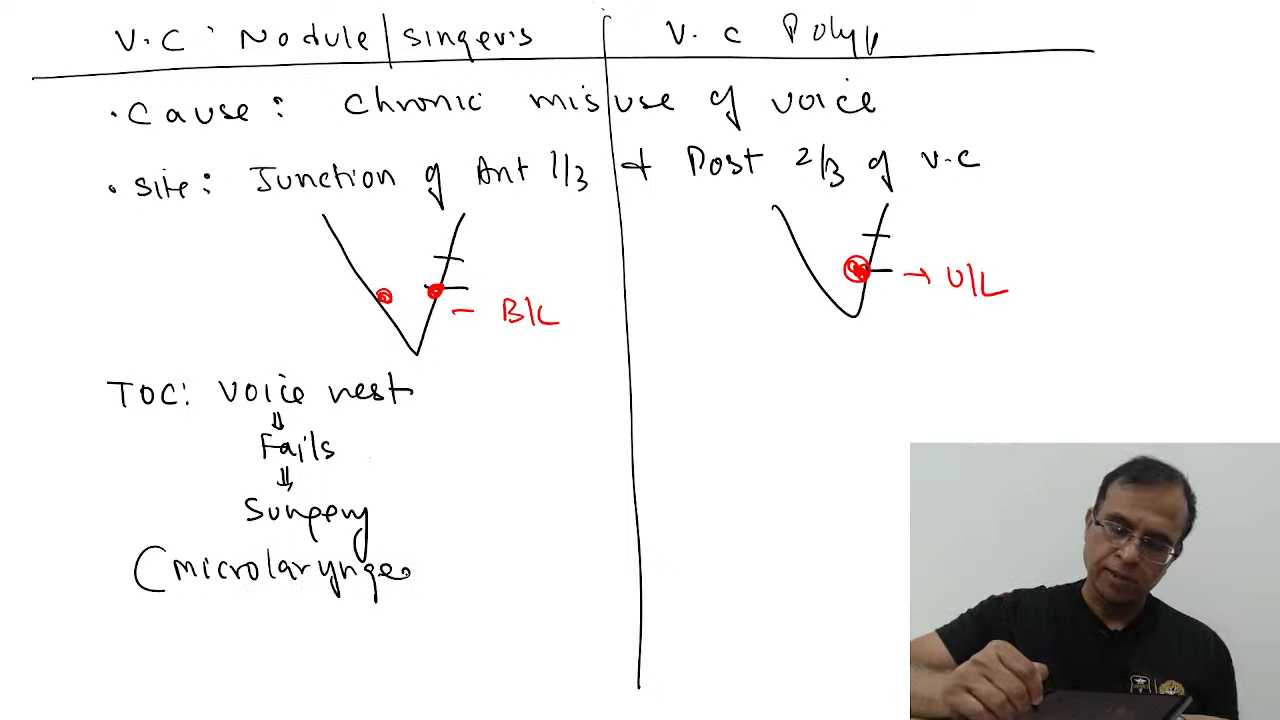 V.C. Nodule/singer's
V.C Polyp
• Cause: Chronic misuse of voice
• Site: Junction of Ant 1/3 + Post 2/3 of V.C
B/L
→ U/L
TOC: Voice rest
⇓
Fails
⇓
Surgery
(microlarynge